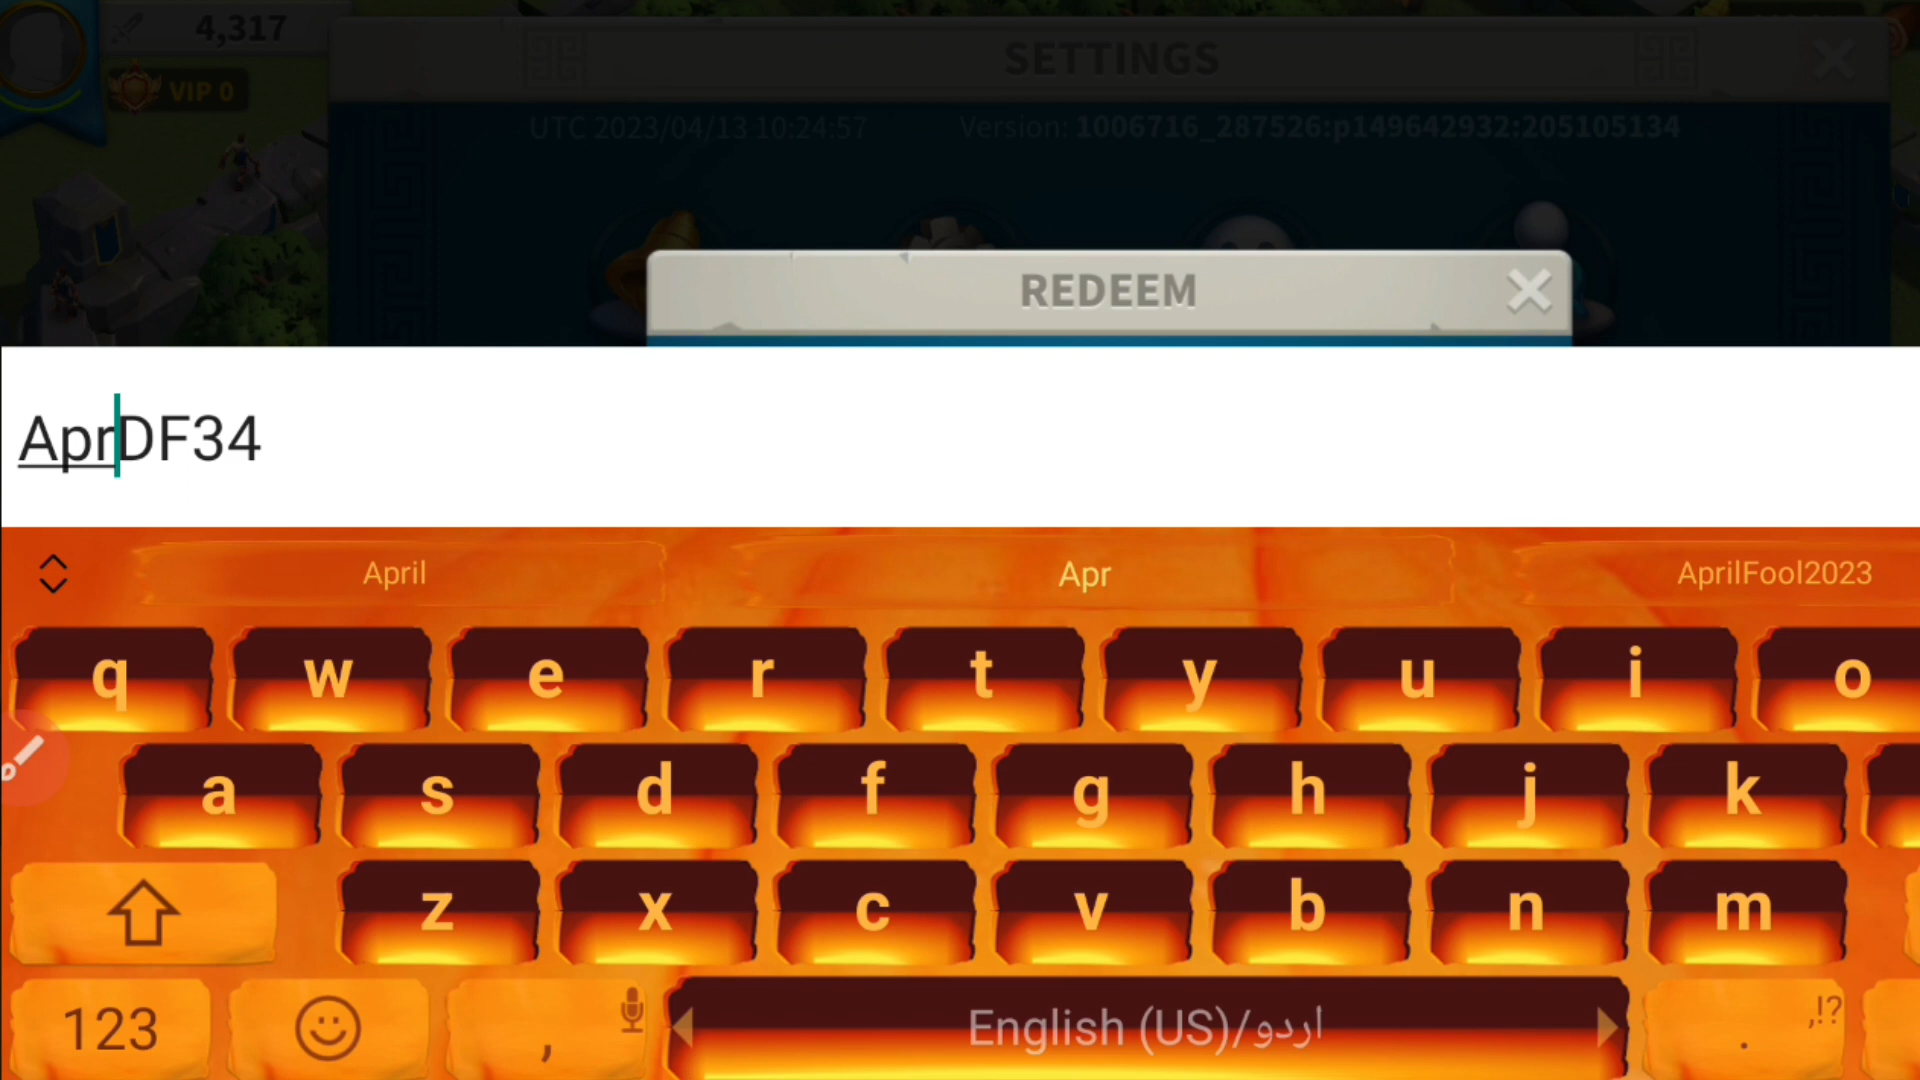 4,317
SETTINGS
VIP 0
UTC 2023/04/13 10:24:57
Version: 1006716_287526:p149642932:205105134
REDEEM
AprDF34
April
Apr
AprilFool2023
q w e r t y u i o
a s d f g h j k
z x c v b n m
123
,
English (US)/اردو
,!?
.